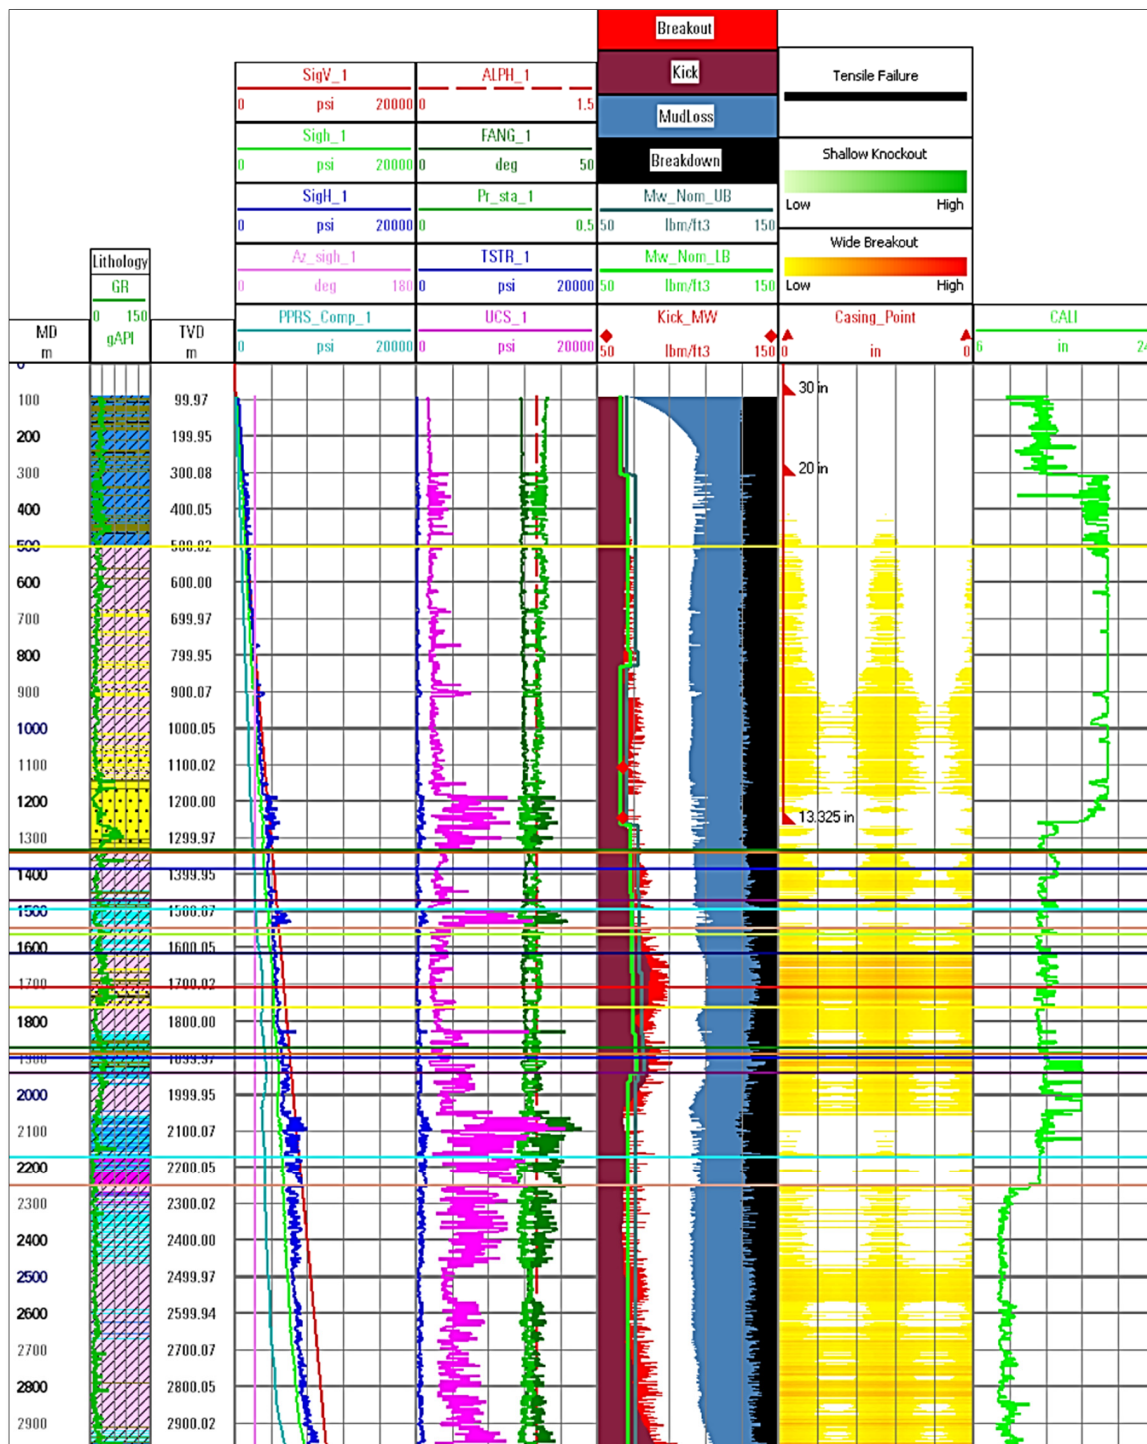 Breakout
Kick
MudLoss
Breakdown
SigV_1
0 psi 20000
Sigh_1
0 psi 20000
SigH_1
0 psi 20000
Az_sigh_1
0 deg 180
PPRS_Comp_1
0 psi 20000
ALPH_1
0 1.5
FANG_1
0 deg 50
Pr_sta_1
0 0.5
TSTR_1
0 psi 20000
UCS_1
0 psi 20000
Mw_Nom_UB
50 lbm/ft3 150
Mw_Nom_LB
50 lbm/ft3 150
Kick_MW
50 lbm/ft3 150
Tensile Failure
Shallow Knockout
Low High
Wide Breakout
Low High
Casing_Point
0 in 0
CALI
6 in 24
Lithology
GR
0 150
gAPI
MD
m
TVD
m
0
100 99.97 30 in
200 199.95
300 300.08 20 in
400 400.05
500
600 600.00
700 699.97
800 799.95
900 900.07
1000 1000.05
1100 1100.02
1200 1200.00
13.325 in
1300 1299.97
1400 1399.95
1500
1600 1600.05
1700 1700.02
1800 1800.00
1900
2000 1999.95
2100 2100.07
2200 2200.05
2300 2300.02
2400 2400.00
2500 2499.97
2600 2599.94
2700 2700.07
2800 2800.05
2900 2900.02